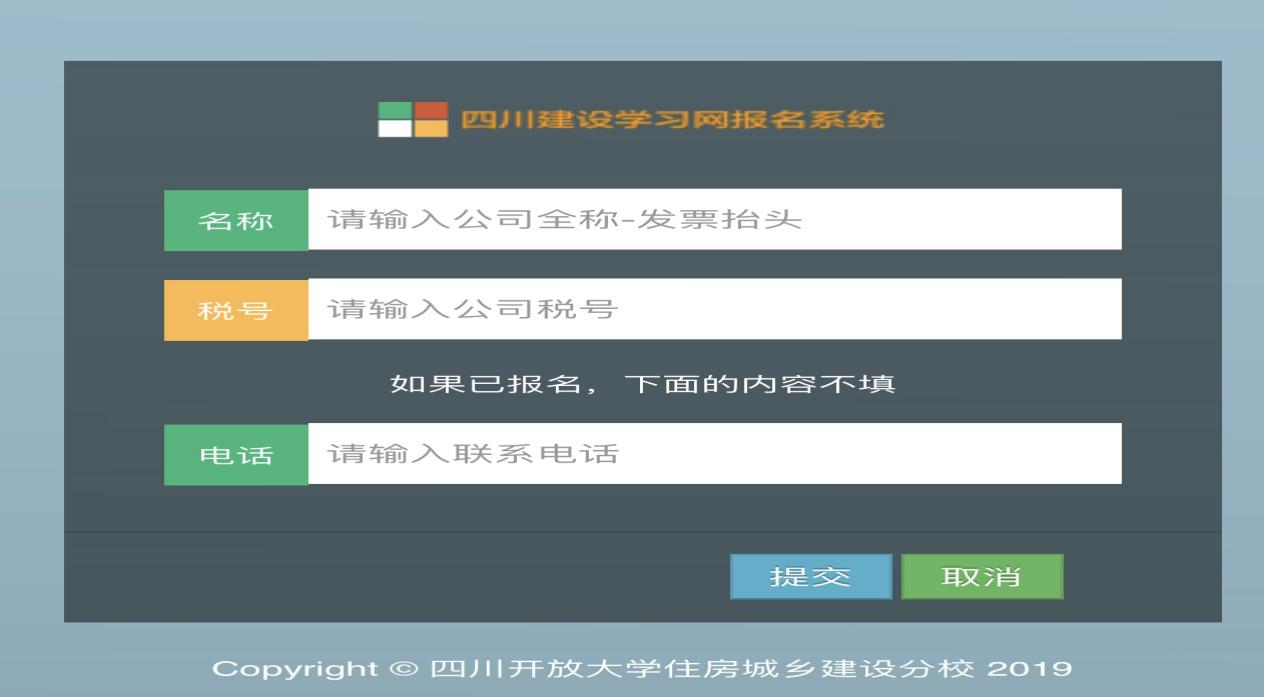 四川建设学习网报名系统
名称 请输入公司全称-发票抬头
税号 请输入公司税号
如果已报名，下面的内容不填
电话 请输入联系电话
提交 取消
Copyright © 四川开放大学住房城乡建设分校 2019